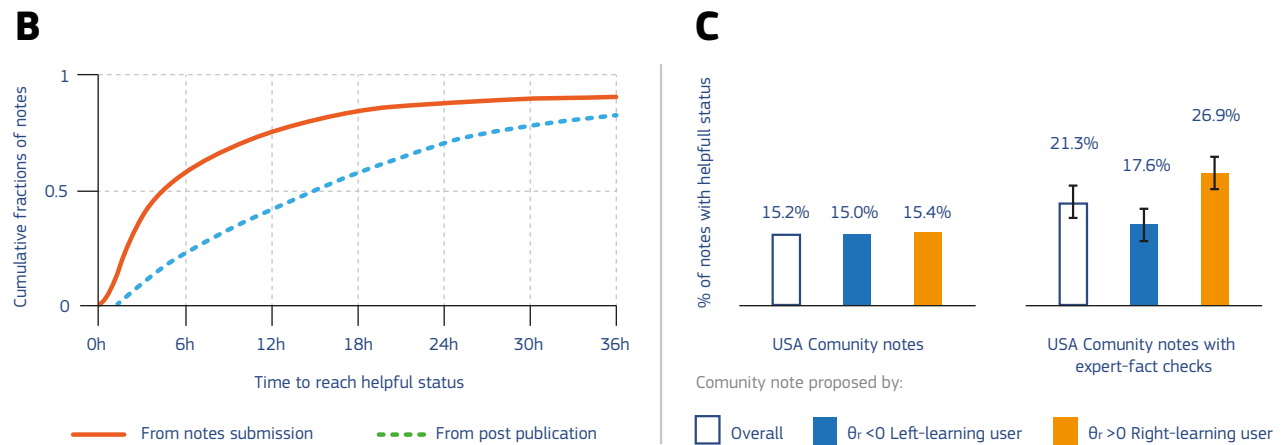 B
Cumulative fractions of notes
1
0.5
0
0h 6h 12h 18h 24h 30h 36h
Time to reach helpful status
From notes submission From post publication
C
% of notes with helpfull status
15.2% 15.0% 15.4%
21.3% 17.6% 26.9%
USA Comunity notes
USA Comunity notes with
expert-fact checks
Comunity note proposed by:
Overall θr <0 Left-learning user θr >0 Right-learning user